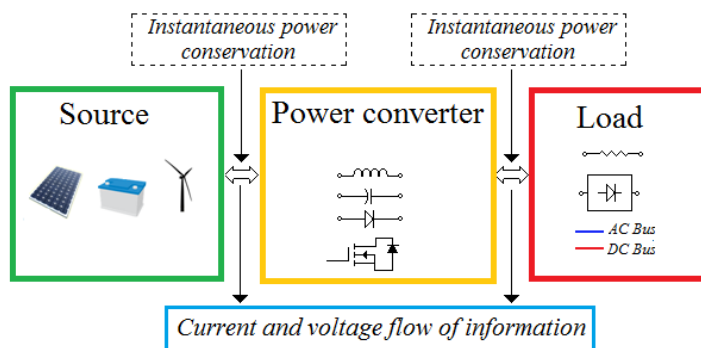 Instantaneous power
conservation
Instantaneous power
conservation
Source
Power converter
Load
AC Bus
DC Bus
Current and voltage flow of information